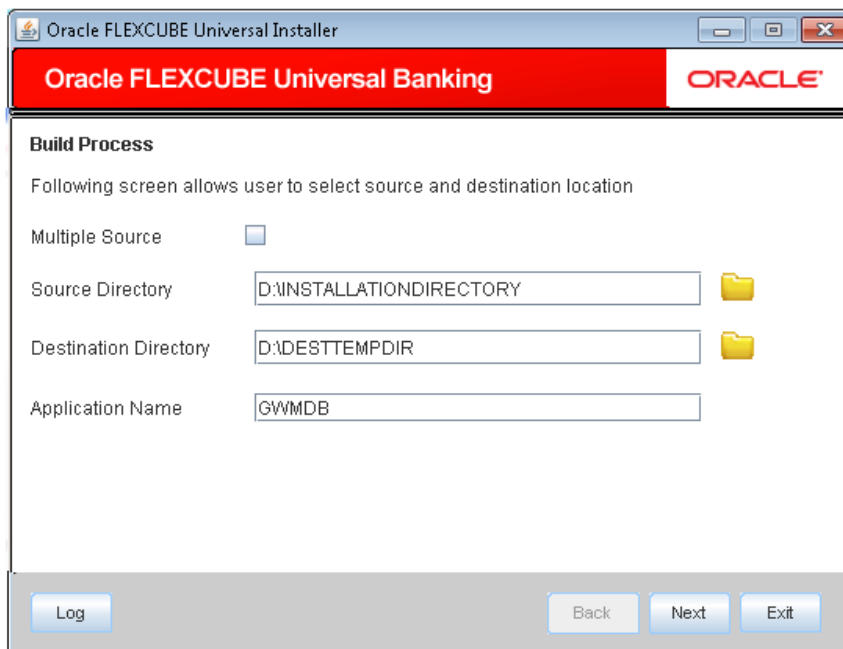 Oracle FLEXCUBE Universal Installer
Oracle FLEXCUBE Universal Banking
ORACLE
Build Process
Following screen allows user to select source and destination location
Multiple Source
Source Directory D:\INSTALLATIONDIRECTORY
Destination Directory D:\DESTTEMPDIR
Application Name GWMDB
Log Back Next Exit